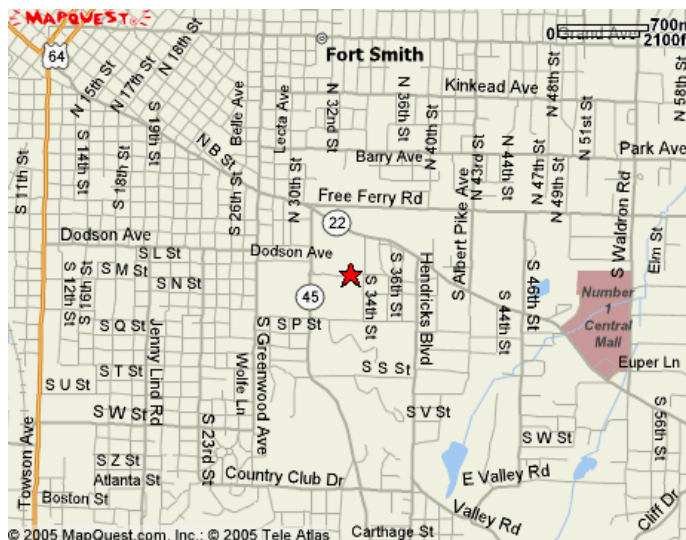 MAPQUEST.
700m
0
2100ft
Grand Ave
64
Fort Smith
N 15th St
N 17th St
N 18th St
S 11th St
S 14th St
S 18th St
S 19th St
N B St
Belle Ave
S 26th St
Lecta Ave
N 30th St
N 32nd St
N 36th St
N 40th St
Kinkead Ave
N 48th St
N 51st St
N 58th St
Park Ave
Barry Ave
N 43rd St
N 44th St
N 47th St
N 49th St
Free Ferry Rd
22
S Albert Pike Ave
S Waldron Rd
Elm St
Dodson Ave
Dodson Ave
S L St
S M St
S N St
S 12th St
S 16th St
45
S 34th St
S 36th St
Hendricks Blvd
S 44th St
S 46th St
Number
1
Central
Mall
S Q St
Jenny Lind Rd
S P St
S Greenwood Ave
Wolfe Ln
S T St
S U St
S S St
Euper Ln
S W St
S 23rd St
S V St
S W St
S 56th St
Towson Ave
S Z St
Atlanta St
Boston St
Country Club Dr
E Valley Rd
Valley Rd
Cliff Dr
Carthage St
© 2005 MapQuest.com, Inc.; © 2005 Tele Atlas